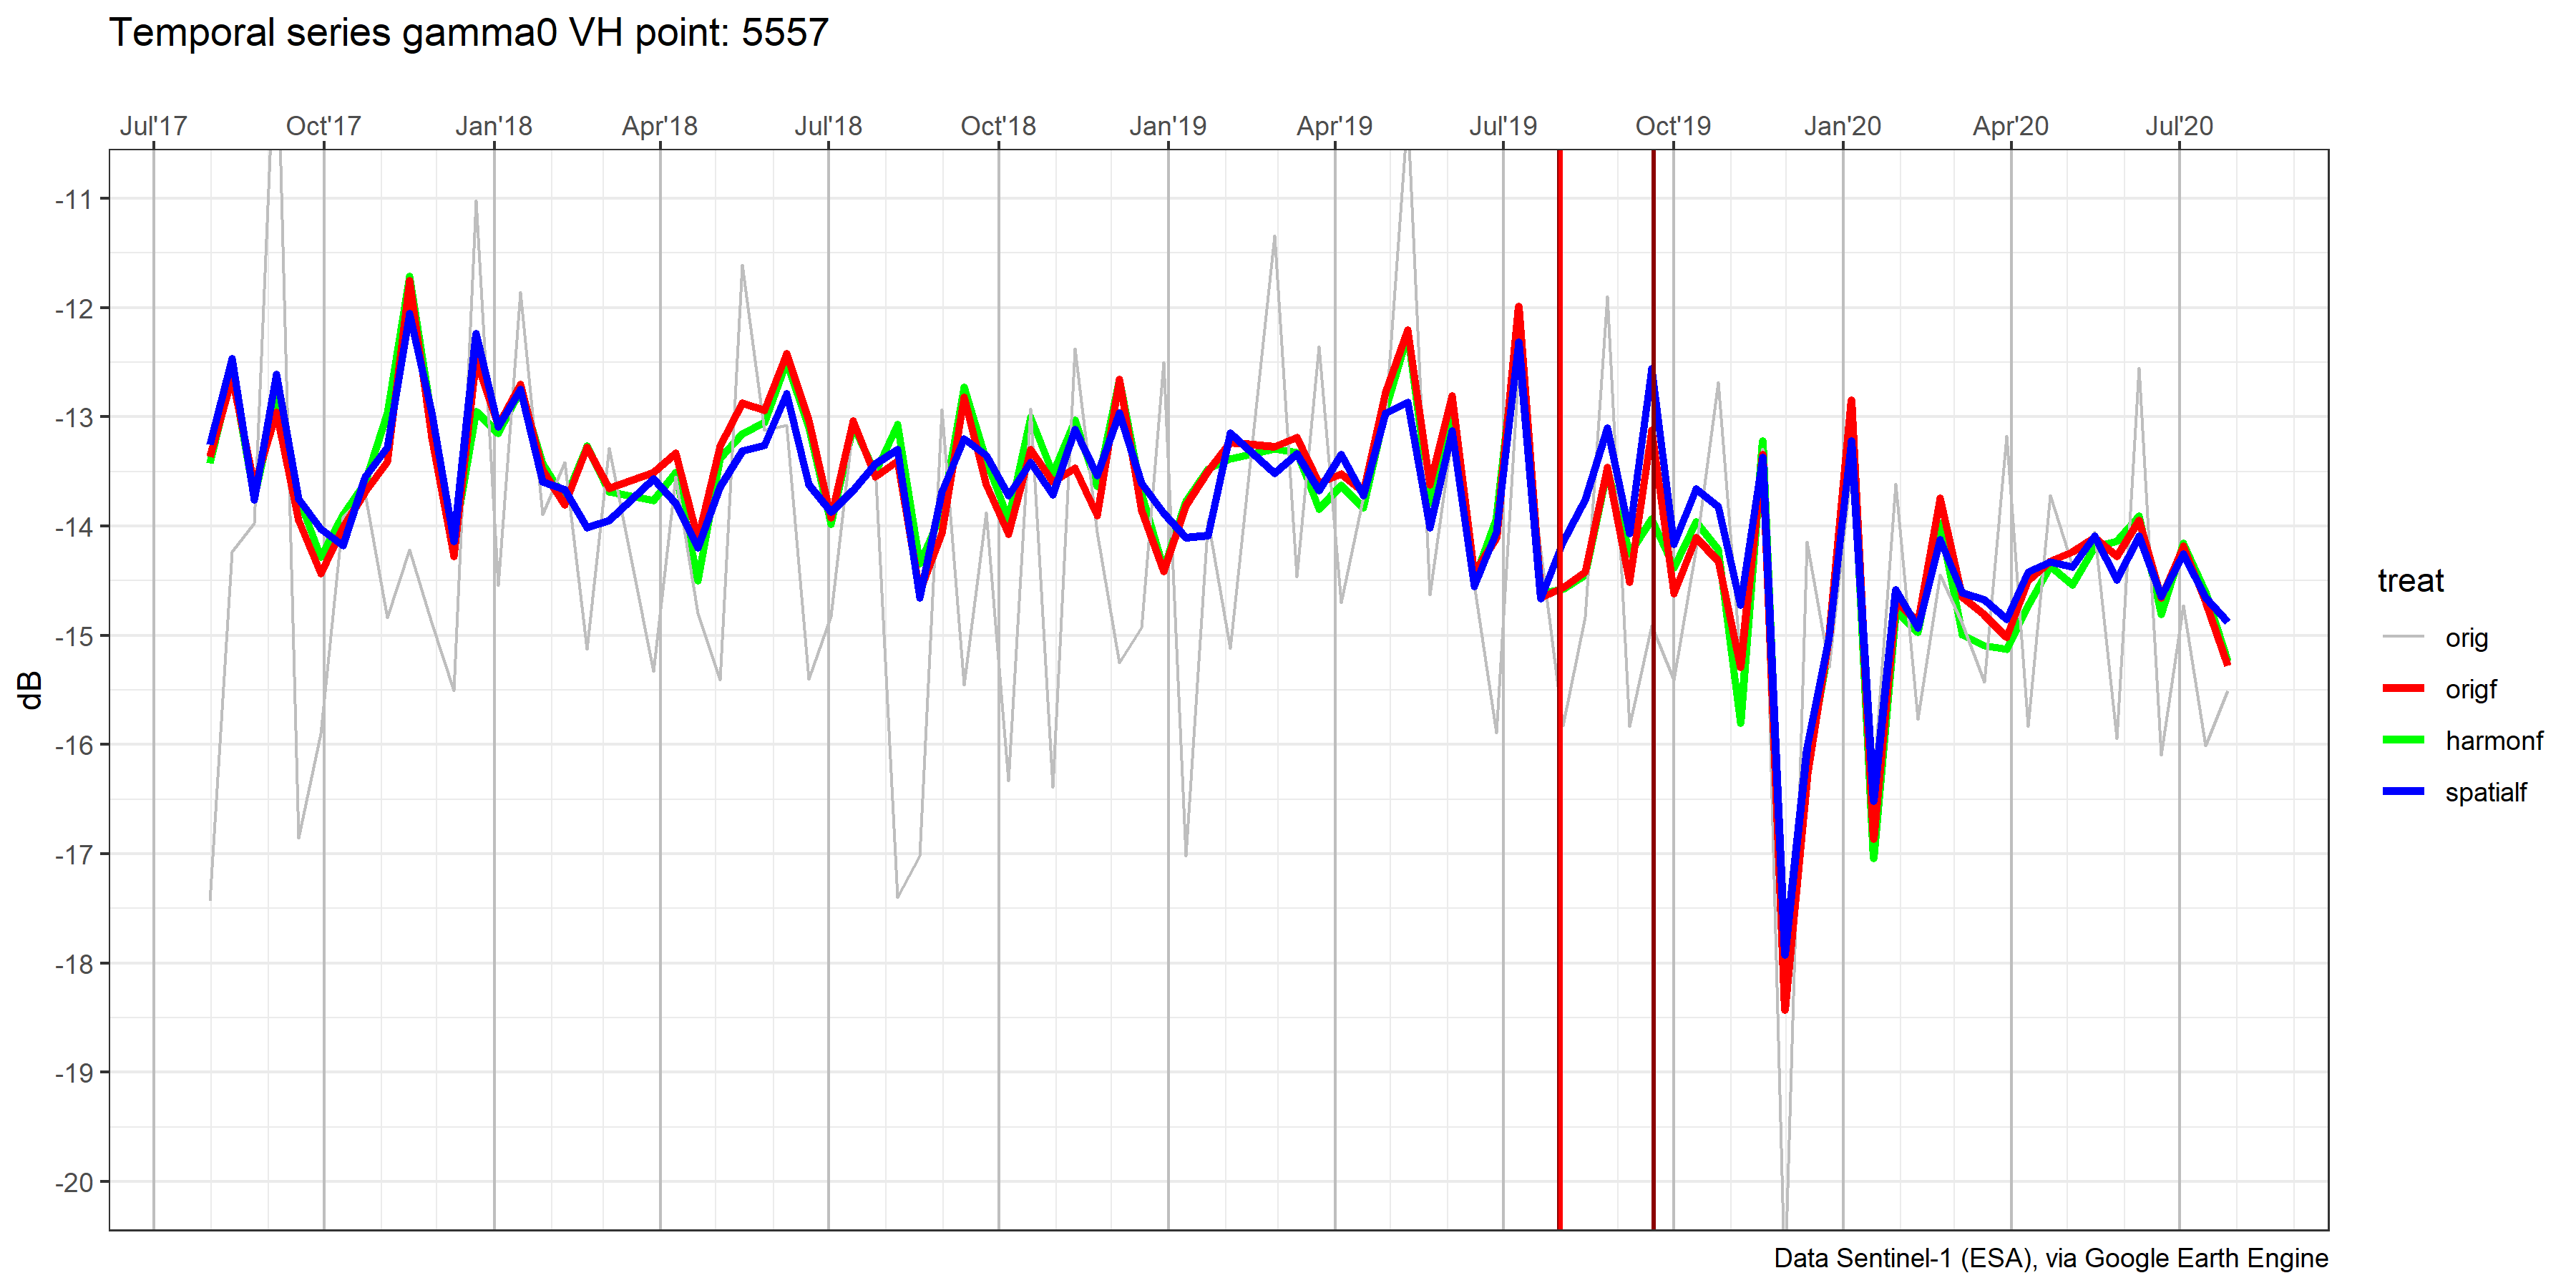 Temporal series gamma0 VH point: 5557
Jul'17 Oct'17 Jan'18 Apr'18 Jul'18 Oct'18 Jan'19 Apr'19 Jul'19 Oct'19 Jan'20 Apr'20 Jul'20
-11
-12
-13
-14
-15
-16
-17
-18
-19
-20
dB
treat
orig
origf
harmonf
spatialf
Data Sentinel-1 (ESA), via Google Earth Engine